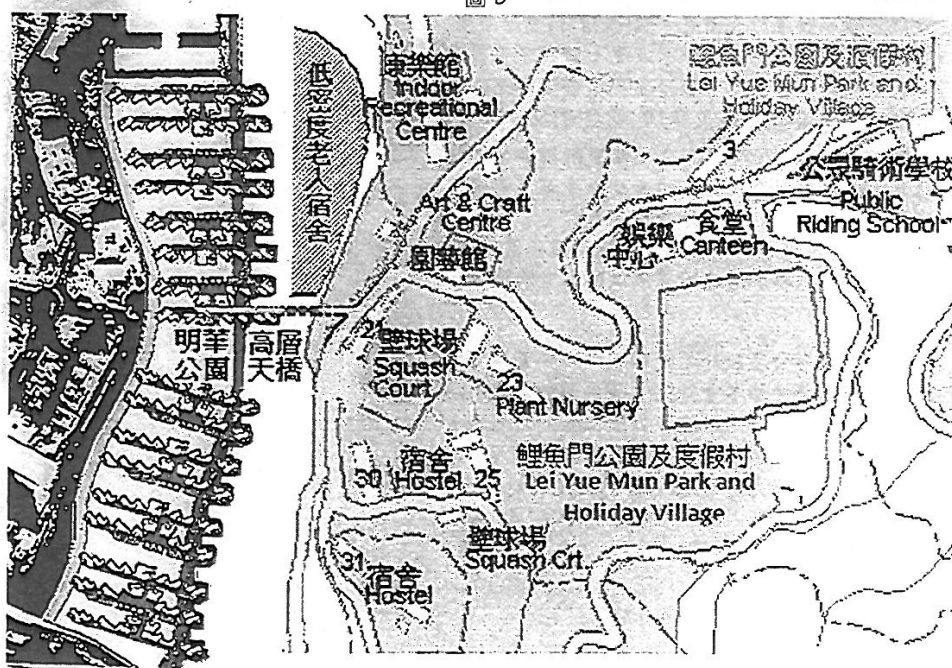 低密度老人宿舍
康樂館
Indoor
Recreational
Centre
鯉魚門公園及渡假村
Lei Yue Mun Park and
Holiday Village
3
公眾騎術學校
Public
Riding School
Art & Craft
Centre
園藝館
娛樂
中心
食堂
Canteen
明華
公園
高層
天橋
壁球場
Squash
Court
23
Plant Nursery
30
宿舍
Hostel
25
鯉魚門公園及度假村
Lei Yue Mun Park and
Holiday Village
壁球場
Squash Crt
31
宿舍
Hostel